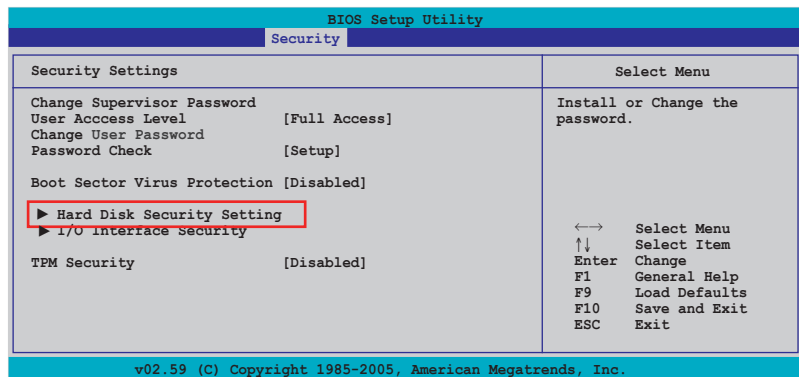 BIOS Setup Utility
Security
Security Settings
Select Menu
Change Supervisor Password
User Acccess Level [Full Access]
Change User Password
Password Check [Setup]
Boot Sector Virus Protection [Disabled]
▶ Hard Disk Security Setting
▶ I/O Interface Security
TPM Security [Disabled]
Install or Change the
password.
←→ Select Menu
↑↓ Select Item
Enter Change
F1 General Help
F9 Load Defaults
F10 Save and Exit
ESC Exit
v02.59 (C) Copyright 1985-2005, American Megatrends, Inc.